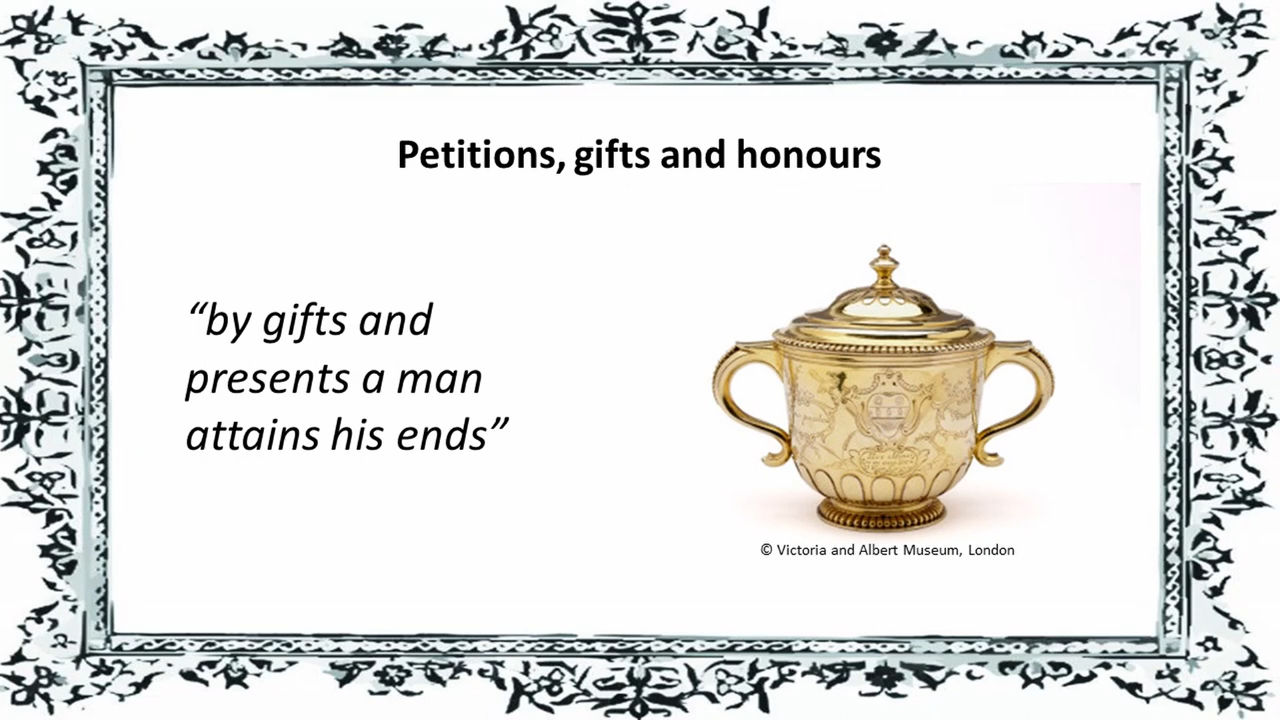 Petitions, gifts and honours
“by gifts and
presents a man
attains his ends”
© Victoria and Albert Museum, London